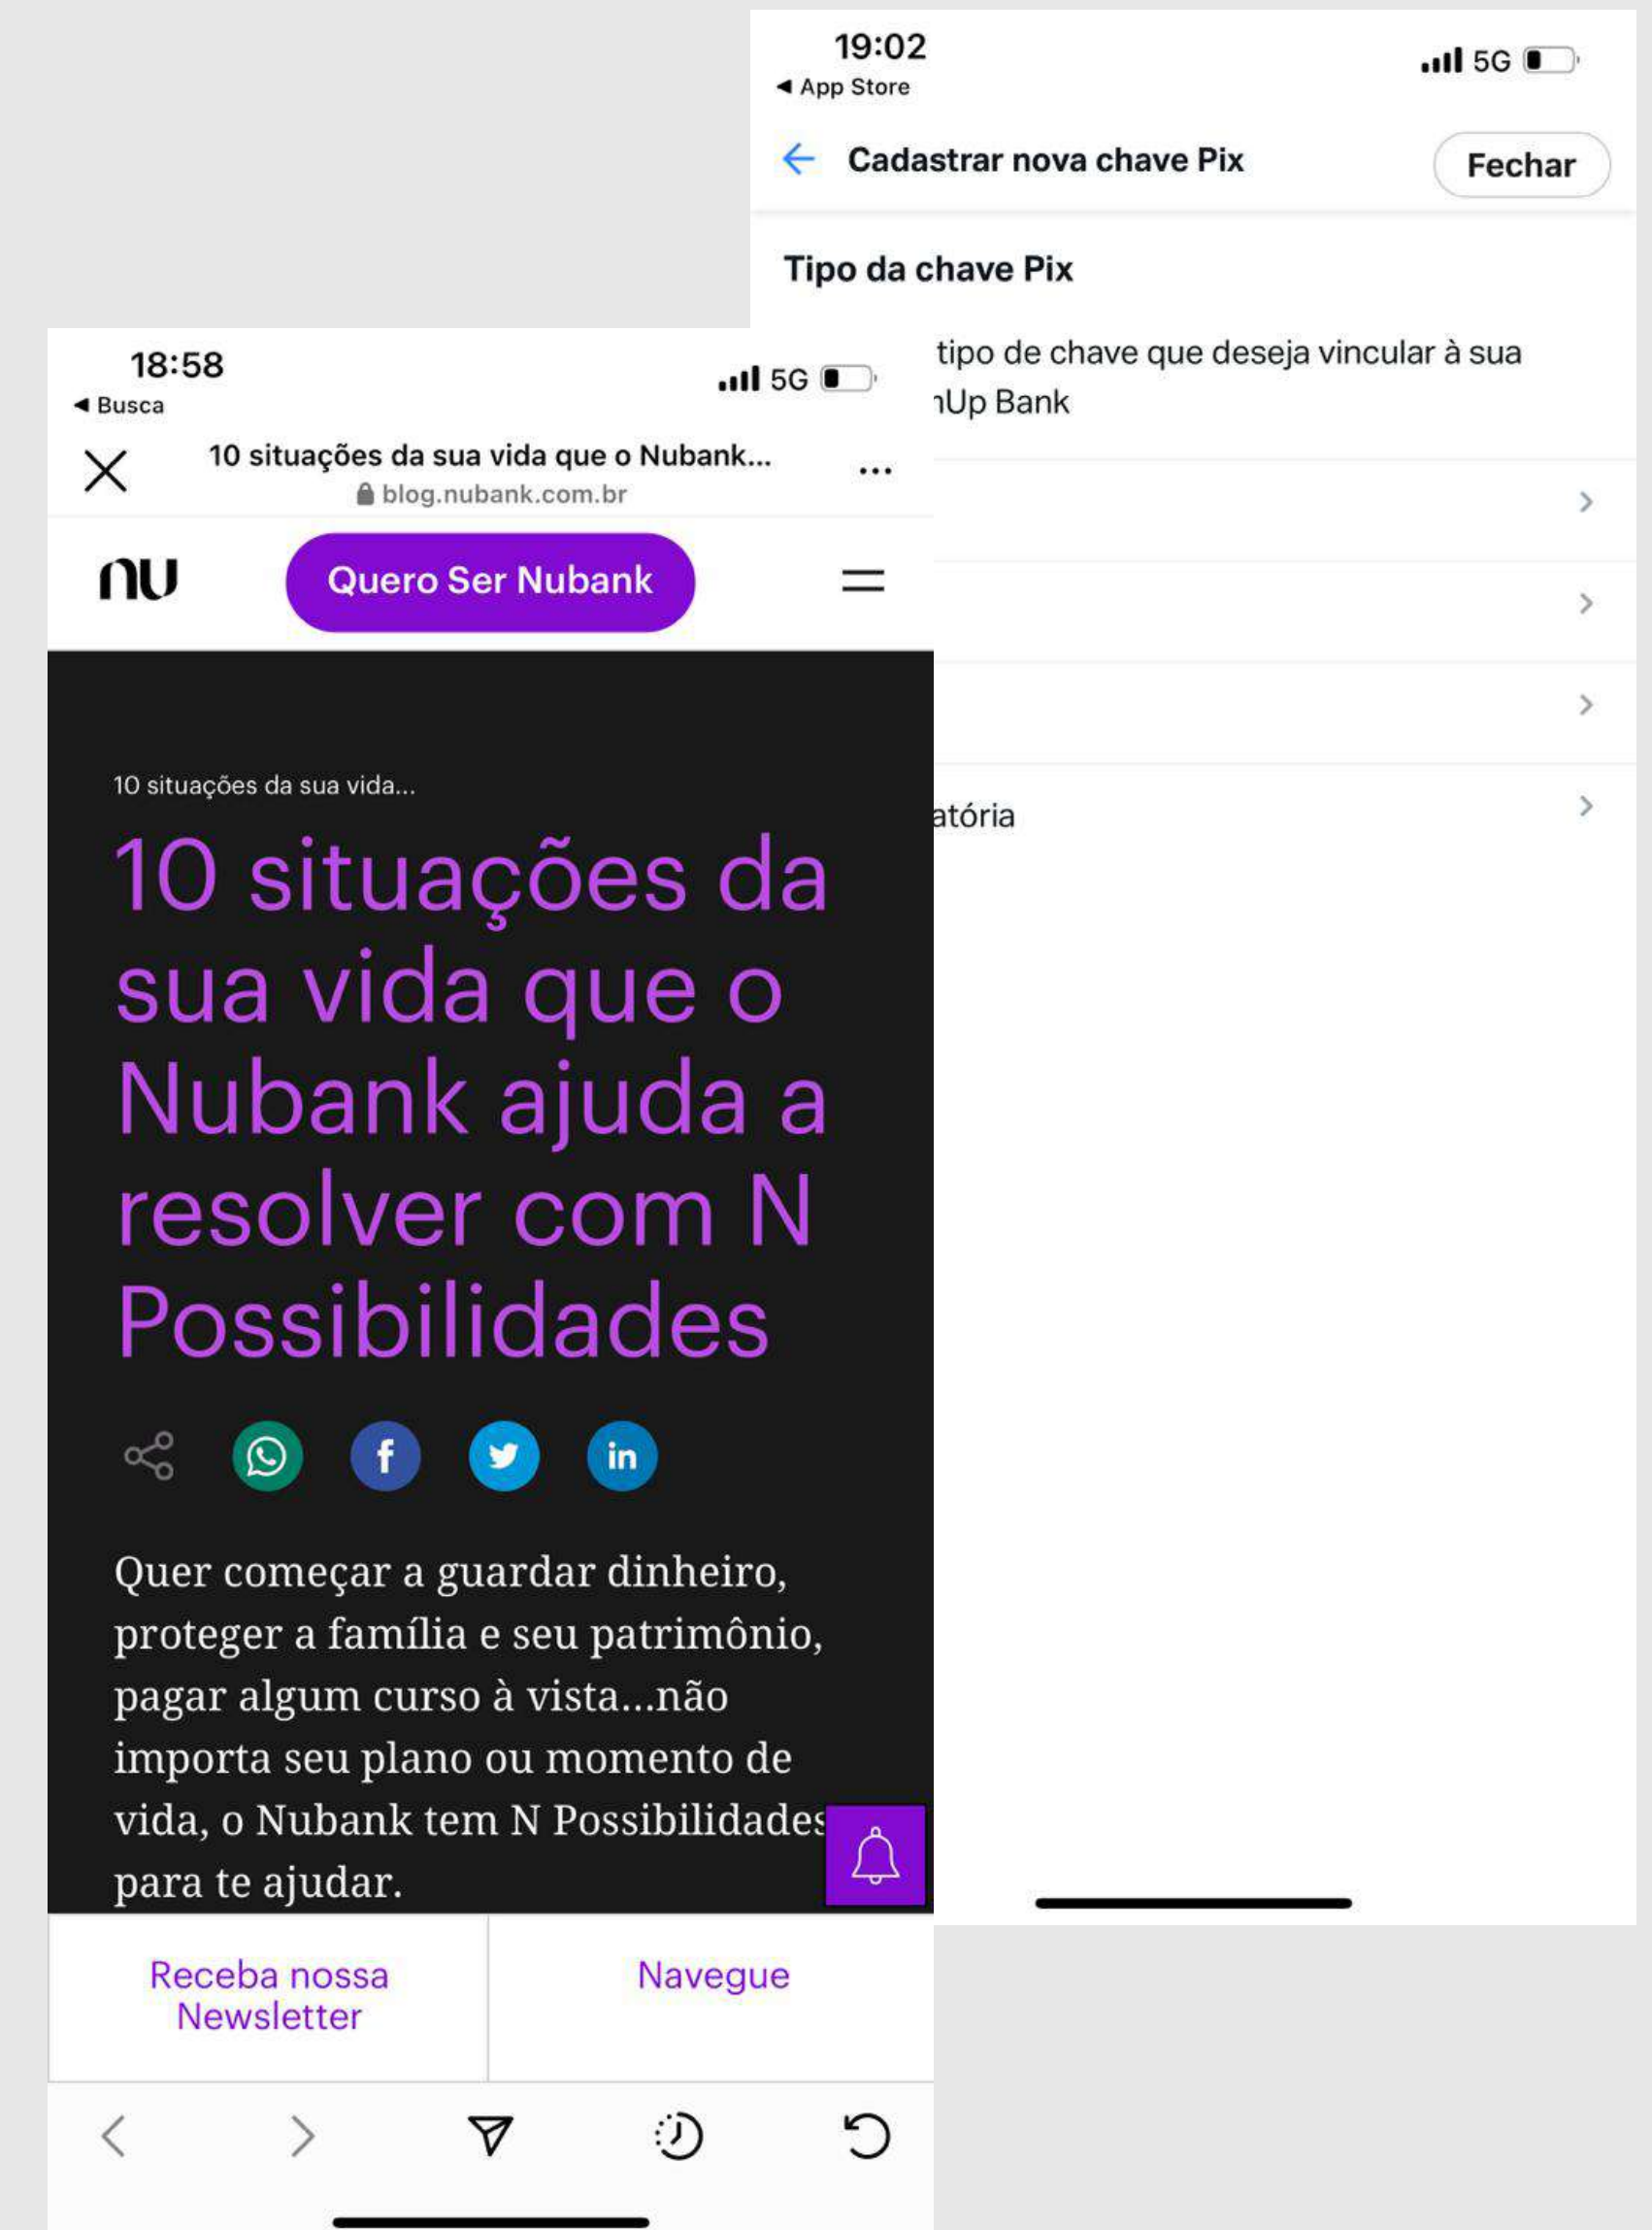 19:02
5G
App Store
Cadastrar nova chave Pix
Fechar
Tipo da chave Pix
tipo de chave que deseja vincular à sua
Up Bank
18:58
5G
Busca
10 situações da sua vida que o Nubank...
blog.nubank.com.br
nu
Quero Ser Nubank
10 situações da sua vida...
10 situações da
sua vida que o
Nubank ajuda a
resolver com N
Possibilidades
f
in
Quer começar a guardar dinheiro,
proteger a família e seu patrimônio,
pagar algum curso à vista...não
importa seu plano ou momento de
vida, o Nubank tem N Possibilidades
para te ajudar.
Receba nossa
Newsletter
Navegue